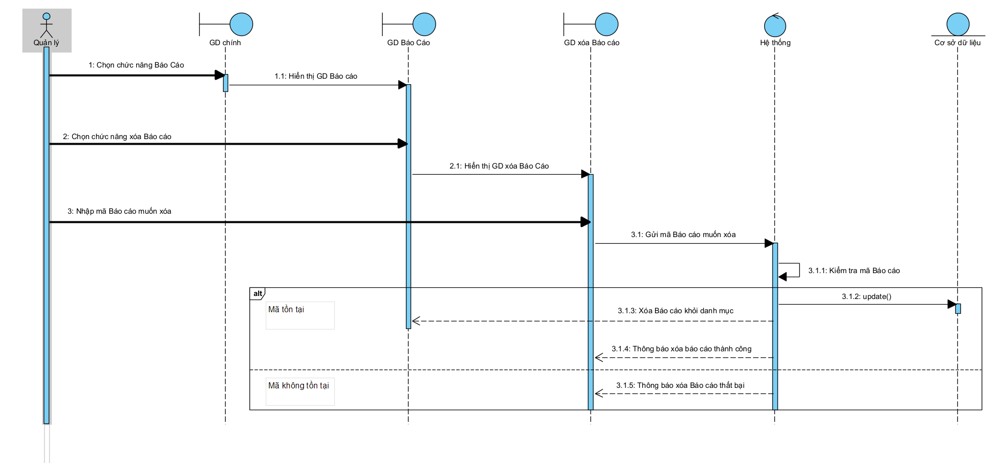 Quản lý
GD chính
GD Báo Cáo
GD xóa Báo cáo
Hệ thống
Cơ sở dữ liệu
1: Chọn chức năng Báo Cáo
1.1: Hiển thị GD Báo cáo
2: Chọn chức năng xóa Báo cáo
2.1: Hiển thị GD xóa Báo Cáo
3: Nhập mã Báo cáo muốn xóa
3.1: Gửi mã Báo cáo muốn xóa
3.1.1: Kiểm tra mã Báo cáo
alt
3.1.2: update()
Mã tồn tại
3.1.3: Xóa Báo cáo khỏi danh mục
3.1.4: Thông báo xóa báo cáo thành công
Mã không tồn tại
3.1.5: Thông báo xóa Báo cáo thất bại